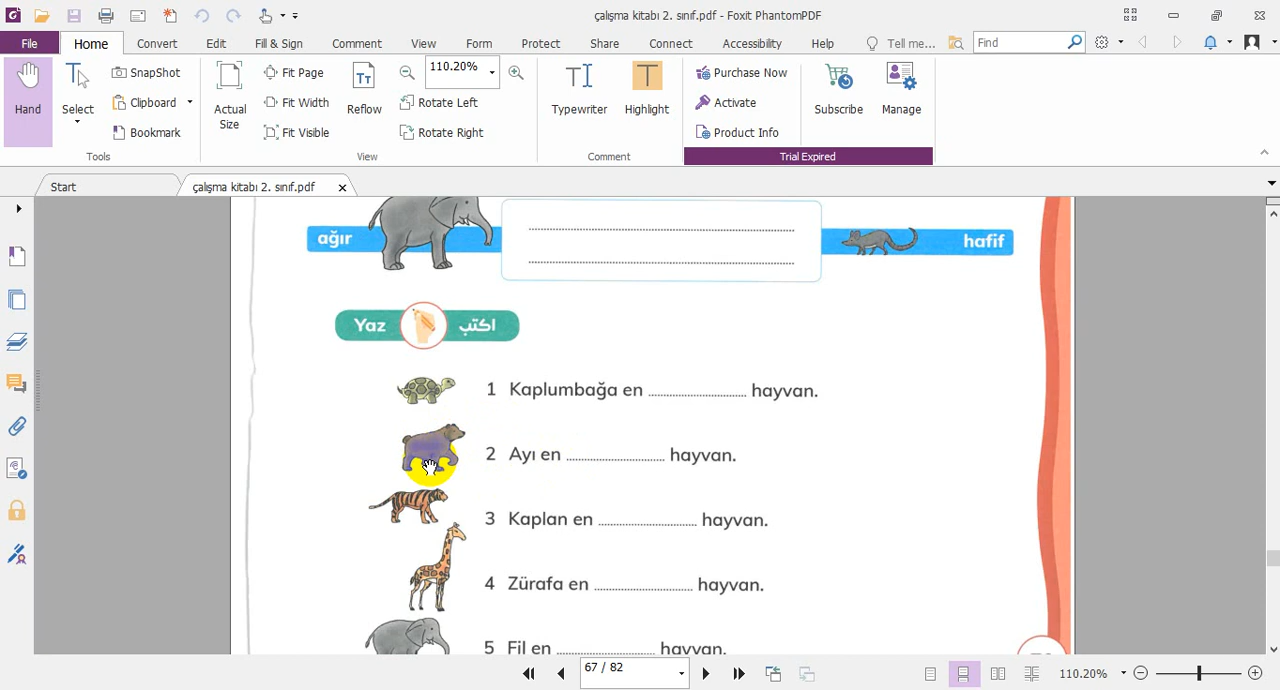 çalışma kitabı 2. sınıf.pdf - Foxit PhantomPDF
File Home Convert Edit Fill & Sign Comment View Form Protect Share Connect Accessibility Help Tell me... Find
Hand
Select
SnapShot
Clipboard
Bookmark
Tools
Actual Size
Fit Page
Fit Width
Fit Visible
Reflow
110.20%
Rotate Left
Rotate Right
View
Typewriter
Highlight
Comment
Purchase Now
Activate
Product Info
Trial Expired
Subscribe
Manage
Start çalışma kitabı 2. sınıf.pdf
ağır hafif
Yaz اكتب
1 Kaplumbağa en .......................... hayvan.
2 Ayı en .......................... hayvan.
3 Kaplan en .......................... hayvan.
4 Zürafa en .......................... hayvan.
5 Fil en .......................... hayvan.
67 / 82
110.20%